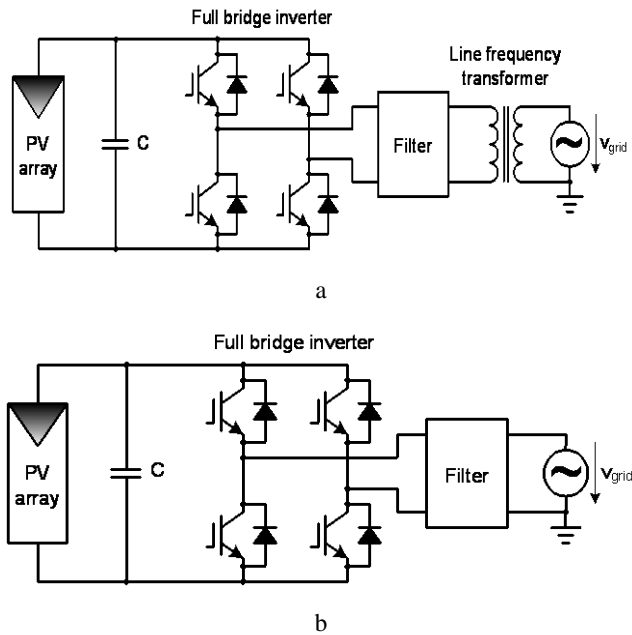 Full bridge inverter
Line frequency
transformer
PV
array
C
Filter
vgrid
a
Full bridge inverter
PV
array
C
Filter
vgrid
b